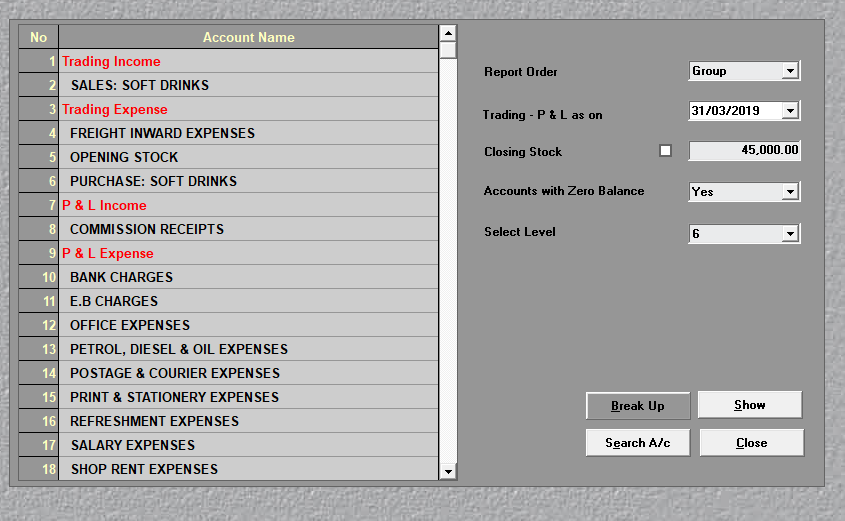 No Account Name
1 Trading Income
2 SALES: SOFT DRINKS
3 Trading Expense
4 FREIGHT INWARD EXPENSES
5 OPENING STOCK
6 PURCHASE: SOFT DRINKS
7 P & L Income
8 COMMISSION RECEIPTS
9 P & L Expense
10 BANK CHARGES
11 E.B CHARGES
12 OFFICE EXPENSES
13 PETROL, DIESEL & OIL EXPENSES
14 POSTAGE & COURIER EXPENSES
15 PRINT & STATIONERY EXPENSES
16 REFRESHMENT EXPENSES
17 SALARY EXPENSES
18 SHOP RENT EXPENSES
Report Order Group
Trading - P & L as on 31/03/2019
Closing Stock 45,000.00
Accounts with Zero Balance Yes
Select Level 6
Break Up Show
Search A/c Close